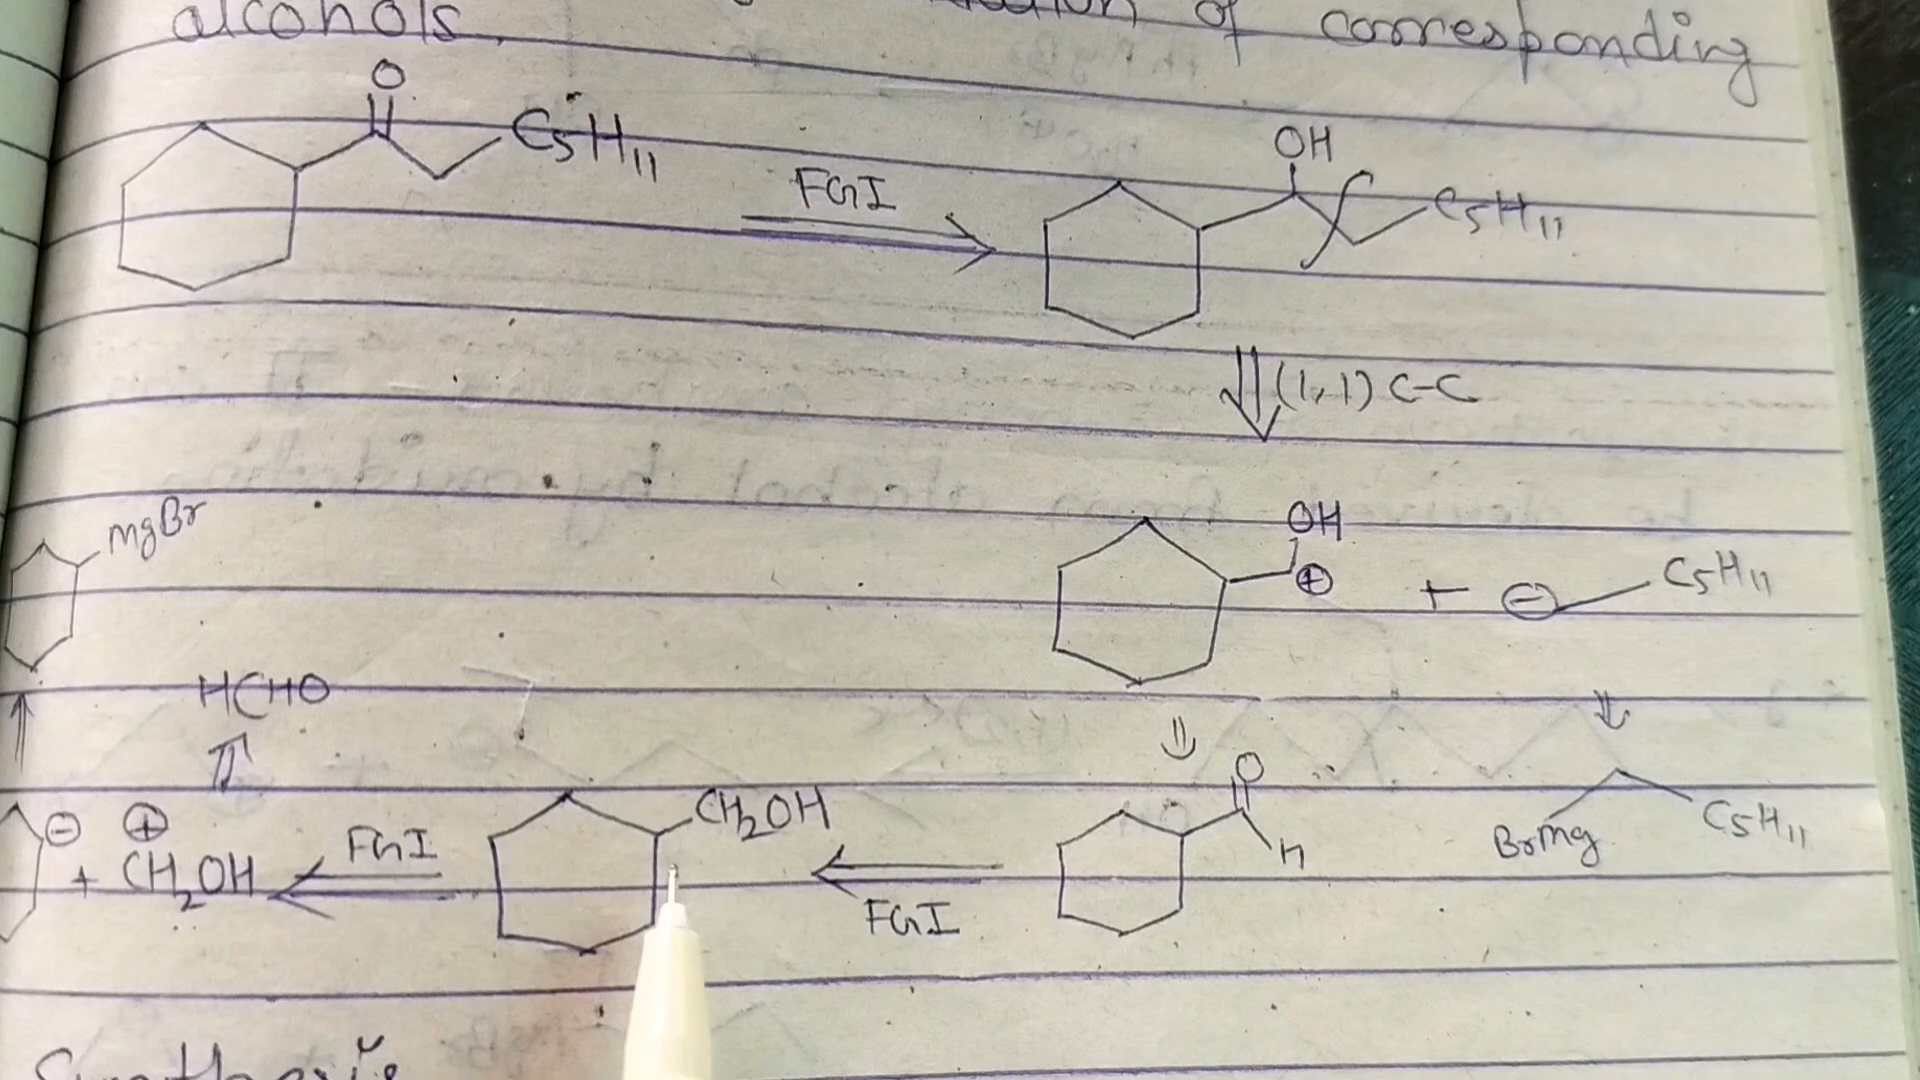 of corresponding
alcohols.
O
C5H11
FGI
OH
C5H11
(1,1) C-C
MgBr
OH
⊕ + ⊖ C5H11
HCHO
O
H
BrMg C5H11
CH2OH
FGI
⊖ + ⊕ CH2OH
FGI
Synthesis